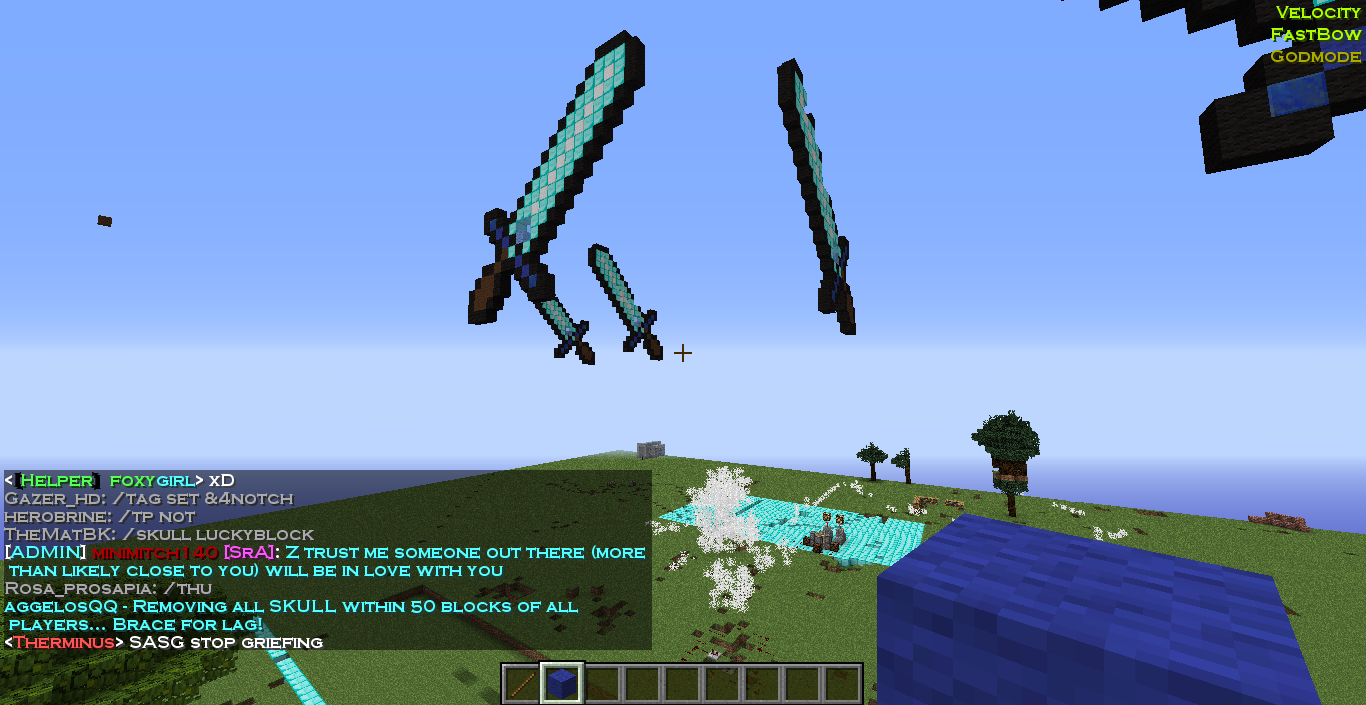 Velocity
FastBow
Godmode
<[Helper] foxygirl> xD
Gazer_hd: /tag set &4notch
herobrine: /tp not
TheMatBK: /skull luckyblock
[Admin] minimitch140 [SRA]: Z trust me someone out there (more
than likely close to you) will be in love with you
Rosa_prosapia: /thu
aggelosQQ - Removing all SKULL within 50 blocks of all
players... Brace for lag!
<Therminus> SASG stop griefing